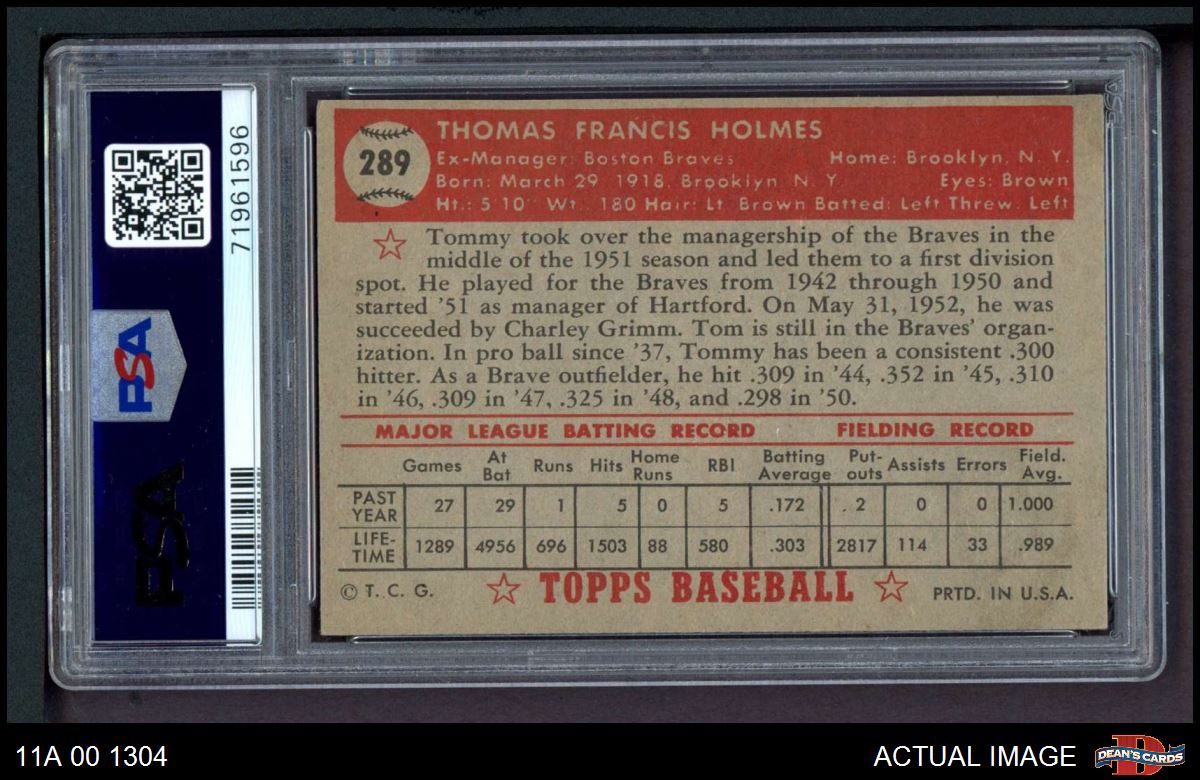 71961596
PSA
PSA
PSA
289
THOMAS FRANCIS HOLMES
Ex-Manager: Boston Braves Home: Brooklyn, N. Y.
Born: March 29 1918, Brooklyn N. Y. Eyes: Brown
Ht.: 5'10" Wt. 180 Hair: Lt. Brown Batted: Left Threw: Left
Tommy took over the managership of the Braves in the
middle of the 1951 season and led them to a first division
spot. He played for the Braves from 1942 through 1950 and
started '51 as manager of Hartford. On May 31, 1952, he was
succeeded by Charley Grimm. Tom is still in the Braves' organ-
ization. In pro ball since '37, Tommy has been a consistent .300
hitter. As a Brave outfielder, he hit .309 in '44, .352 in '45, .310
in '46, .309 in '47, .325 in '48, and .298 in '50.
MAJOR LEAGUE BATTING RECORD FIELDING RECORD
Games At Bat Runs Hits Home Runs RBI Batting Average Put-outs Assists Errors Field. Avg.
PAST YEAR 27 29 1 5 0 5 .172 2 0 0 1.000
LIFE-TIME 1289 4956 696 1503 88 580 .303 2817 114 33 .989
© T. C. G. TOPPS BASEBALL PRTD. IN U.S.A.
11A 00 1304 ACTUAL IMAGE DEAN'S CARDS